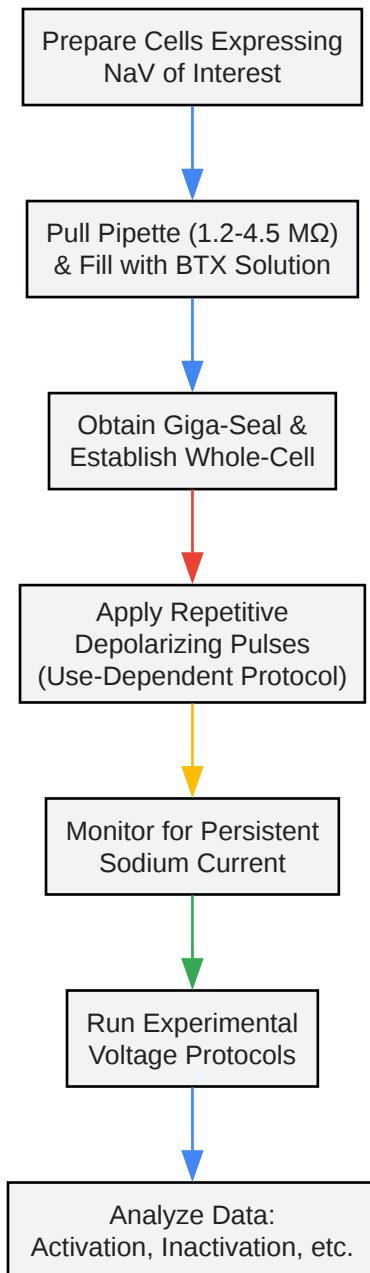 Prepare Cells Expressing
NaV of Interest
Pull Pipette (1.2-4.5 MΩ)
& Fill with BTX Solution
Obtain Giga-Seal &
Establish Whole-Cell
Apply Repetitive
Depolarizing Pulses
(Use-Dependent Protocol)
Monitor for Persistent
Sodium Current
Run Experimental
Voltage Protocols
Analyze Data:
Activation, Inactivation, etc.